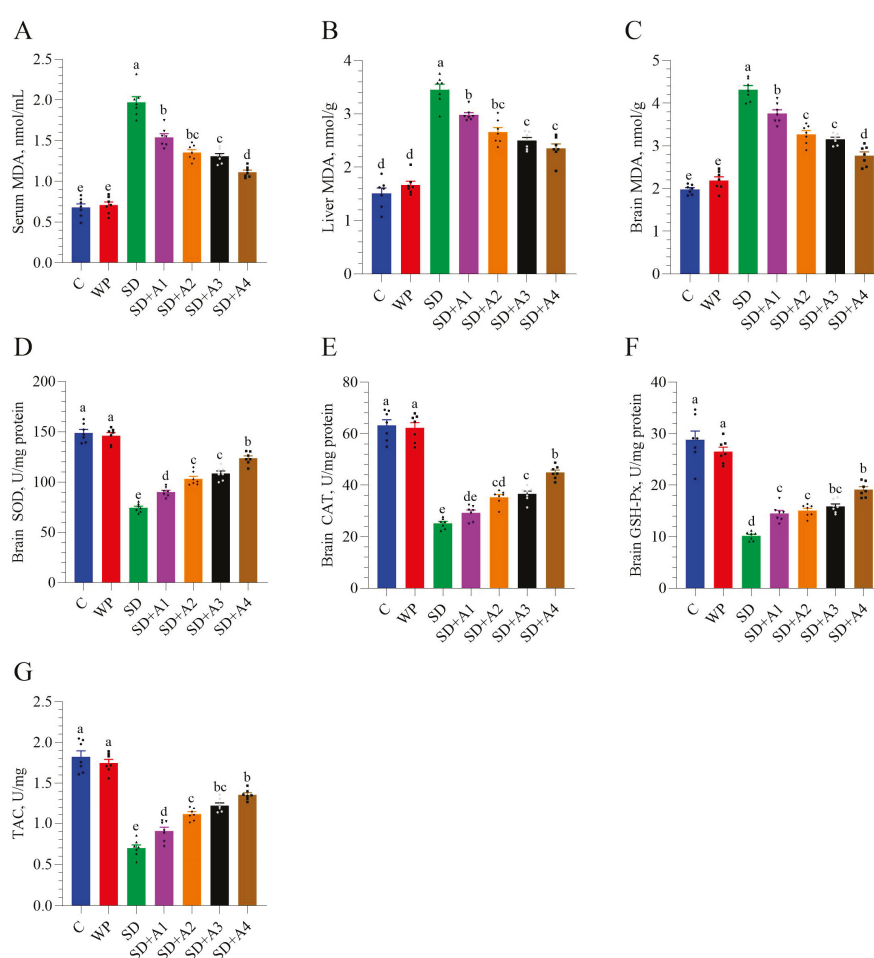 A
Serum MDA, nmol/mL
2.5
2.0
1.5
1.0
0.5
0.0
e
e
a
b
bc
c
d
C
WP
SD
SD+A1
SD+A2
SD+A3
SD+A4
B
Liver MDA, nmol/g
4
3
2
1
0
d
d
a
b
bc
c
c
C
WP
SD
SD+A1
SD+A2
SD+A3
SD+A4
C
Brain MDA, nmol/g
5
4
3
2
1
0
e
e
a
b
c
c
d
C
WP
SD
SD+A1
SD+A2
SD+A3
SD+A4
D
Brain SOD, U/mg protein
200
150
100
50
0
a
a
e
d
c
c
b
C
WP
SD
SD+A1
SD+A2
SD+A3
SD+A4
E
Brain CAT, U/mg protein
80
60
40
20
0
a
a
e
de
cd
c
b
C
WP
SD
SD+A1
SD+A2
SD+A3
SD+A4
F
Brain GSH-Px, U/mg protein
40
30
20
10
0
a
a
d
c
c
bc
b
C
WP
SD
SD+A1
SD+A2
SD+A3
SD+A4
G
TAC, U/mg
2.5
2.0
1.5
1.0
0.5
0.0
a
a
e
d
c
bc
b
C
WP
SD
SD+A1
SD+A2
SD+A3
SD+A4